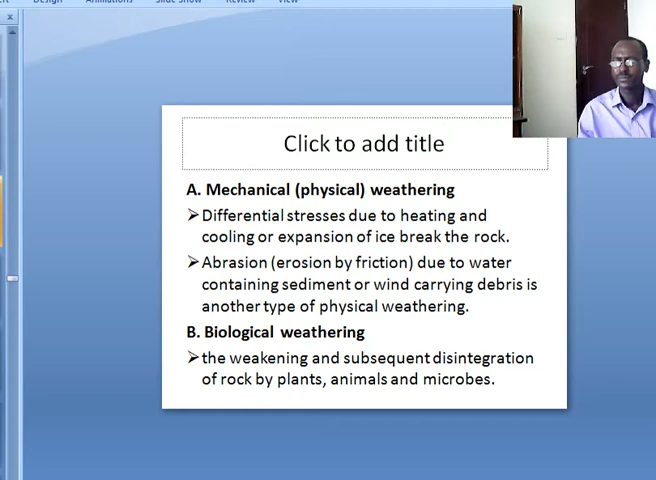 Design Animations Slide Show Review View
Click to add title
A. Mechanical (physical) weathering
➢Differential stresses due to heating and
cooling or expansion of ice break the rock.
➢Abrasion (erosion by friction) due to water
containing sediment or wind carrying debris is
another type of physical weathering.
B. Biological weathering
➢the weakening and subsequent disintegration
of rock by plants, animals and microbes.